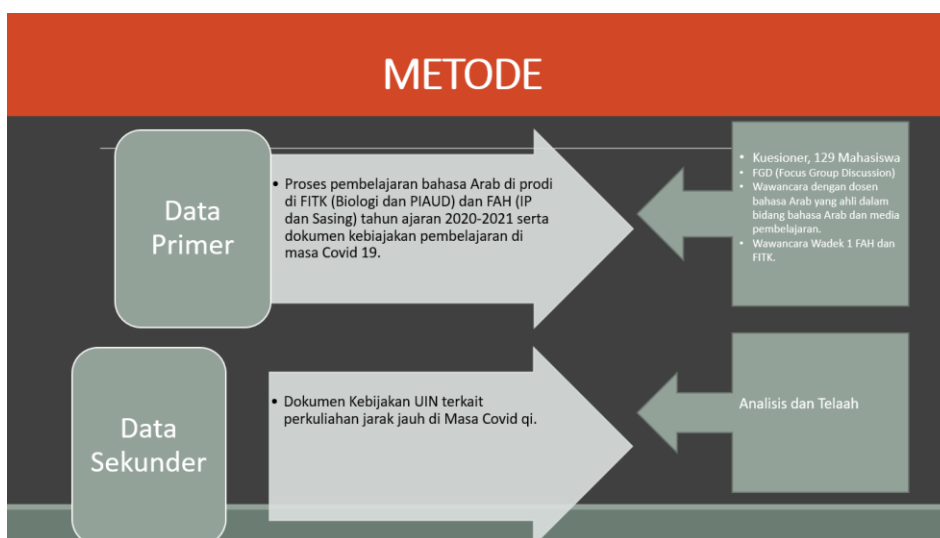 METODE
Data
Primer
• Proses pembelajaran bahasa Arab di prodi
di FITK (Biologi dan PIAUD) dan FAH (IP
dan Sasing) tahun ajaran 2020-2021 serta
dokumen kebiajakan pembelajaran di
masa Covid 19.
• Kuesioner, 129 Mahasiswa
• FGD (Focus Group Discussion)
• Wawancara dengan dosen
bahasa Arab yang ahli dalam
bidang bahasa Arab dan media
pembelajaran.
• Wawancara Wadek 1 FAH dan
FITK.
Data
Sekunder
• Dokumen Kebijakan UIN terkait
perkuliahan jarak jauh di Masa Covid qi.
Analisis dan Telaah